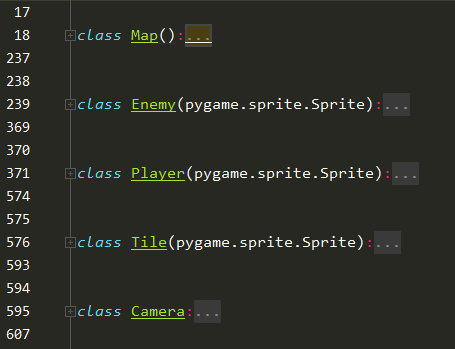 17
18 class Map():...
237
238
239 class Enemy(pygame.sprite.Sprite):...
369
370
371 class Player(pygame.sprite.Sprite):...
574
575
576 class Tile(pygame.sprite.Sprite):...
593
594
595 class Camera:...
607